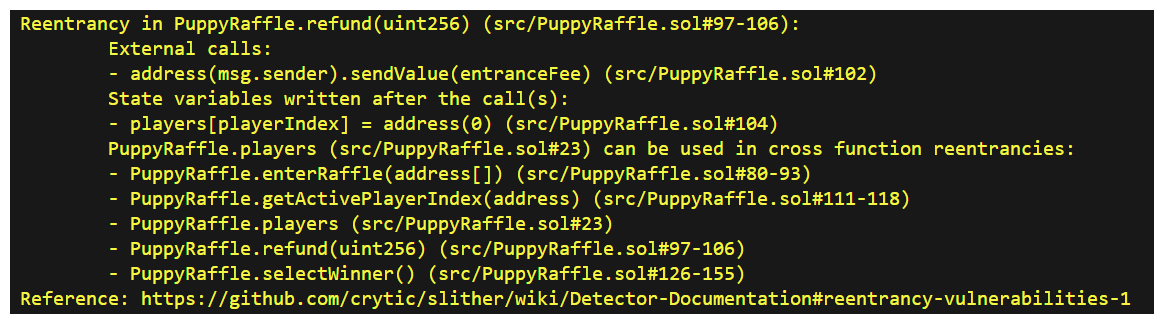 Reentrancy in PuppyRaffle.refund(uint256) (src/PuppyRaffle.sol#97-106):
External calls:
- address(msg.sender).sendValue(entranceFee) (src/PuppyRaffle.sol#102)
State variables written after the call(s):
- players[playerIndex] = address(0) (src/PuppyRaffle.sol#104)
PuppyRaffle.players (src/PuppyRaffle.sol#23) can be used in cross function reentrancies:
- PuppyRaffle.enterRaffle(address[]) (src/PuppyRaffle.sol#80-93)
- PuppyRaffle.getActivePlayerIndex(address) (src/PuppyRaffle.sol#111-118)
- PuppyRaffle.players (src/PuppyRaffle.sol#23)
- PuppyRaffle.refund(uint256) (src/PuppyRaffle.sol#97-106)
- PuppyRaffle.selectWinner() (src/PuppyRaffle.sol#126-155)
Reference: https://github.com/crytic/slither/wiki/Detector-Documentation#reentrancy-vulnerabilities-1